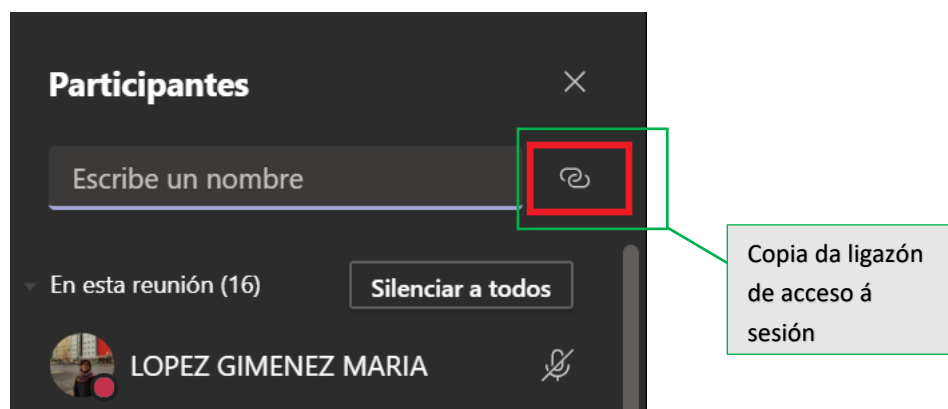 Participantes
Escribe un nombre
Copia da ligazón
de acceso á
sesión
En esta reunión (16)
Silenciar a todos
LOPEZ GIMENEZ MARIA